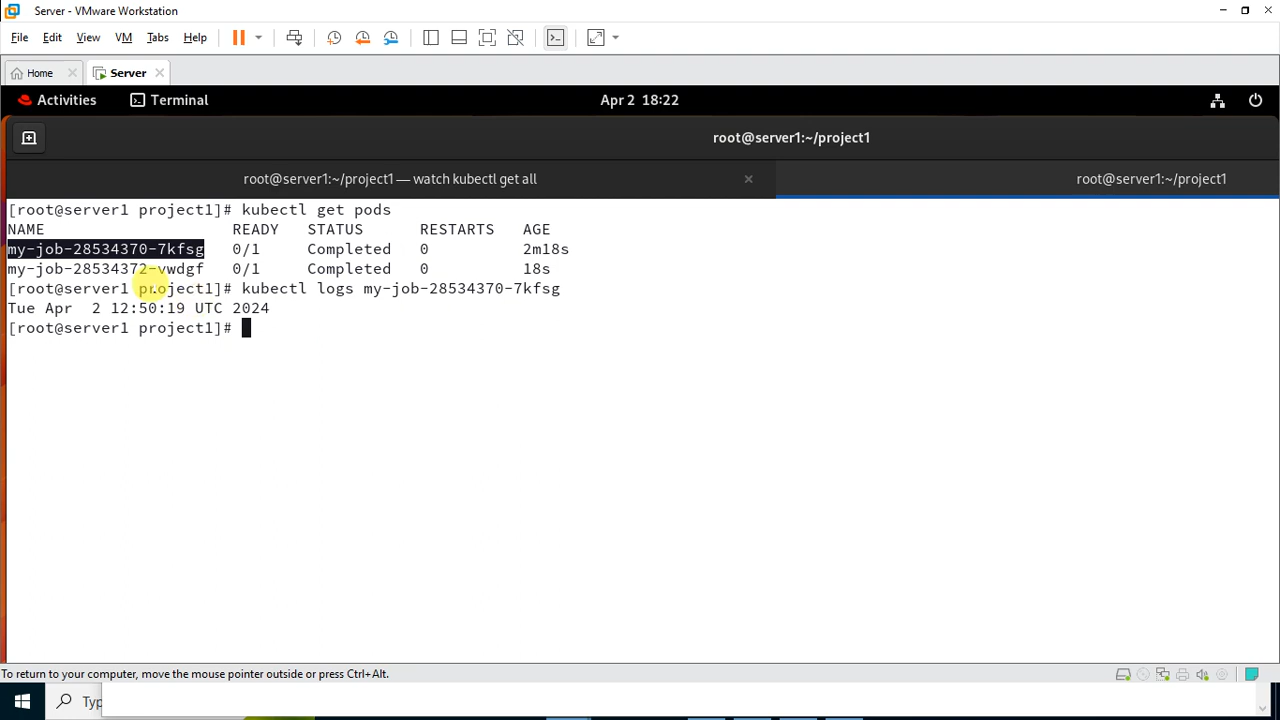 Server - VMware Workstation
File Edit View VM Tabs Help
Home Server
Activities Terminal Apr 2 18:22
root@server1:~/project1
root@server1:~/project1 — watch kubectl get all root@server1:~/project1
[root@server1 project1]# kubectl get pods
NAME READY STATUS RESTARTS AGE
my-job-28534370-7kfsg 0/1 Completed 0 2m18s
my-job-28534372-vwdgf 0/1 Completed 0 18s
[root@server1 project1]# kubectl logs my-job-28534370-7kfsg
Tue Apr  2 12:50:19 UTC 2024
[root@server1 project1]#
To return to your computer, move the mouse pointer outside or press Ctrl+Alt.
Typ